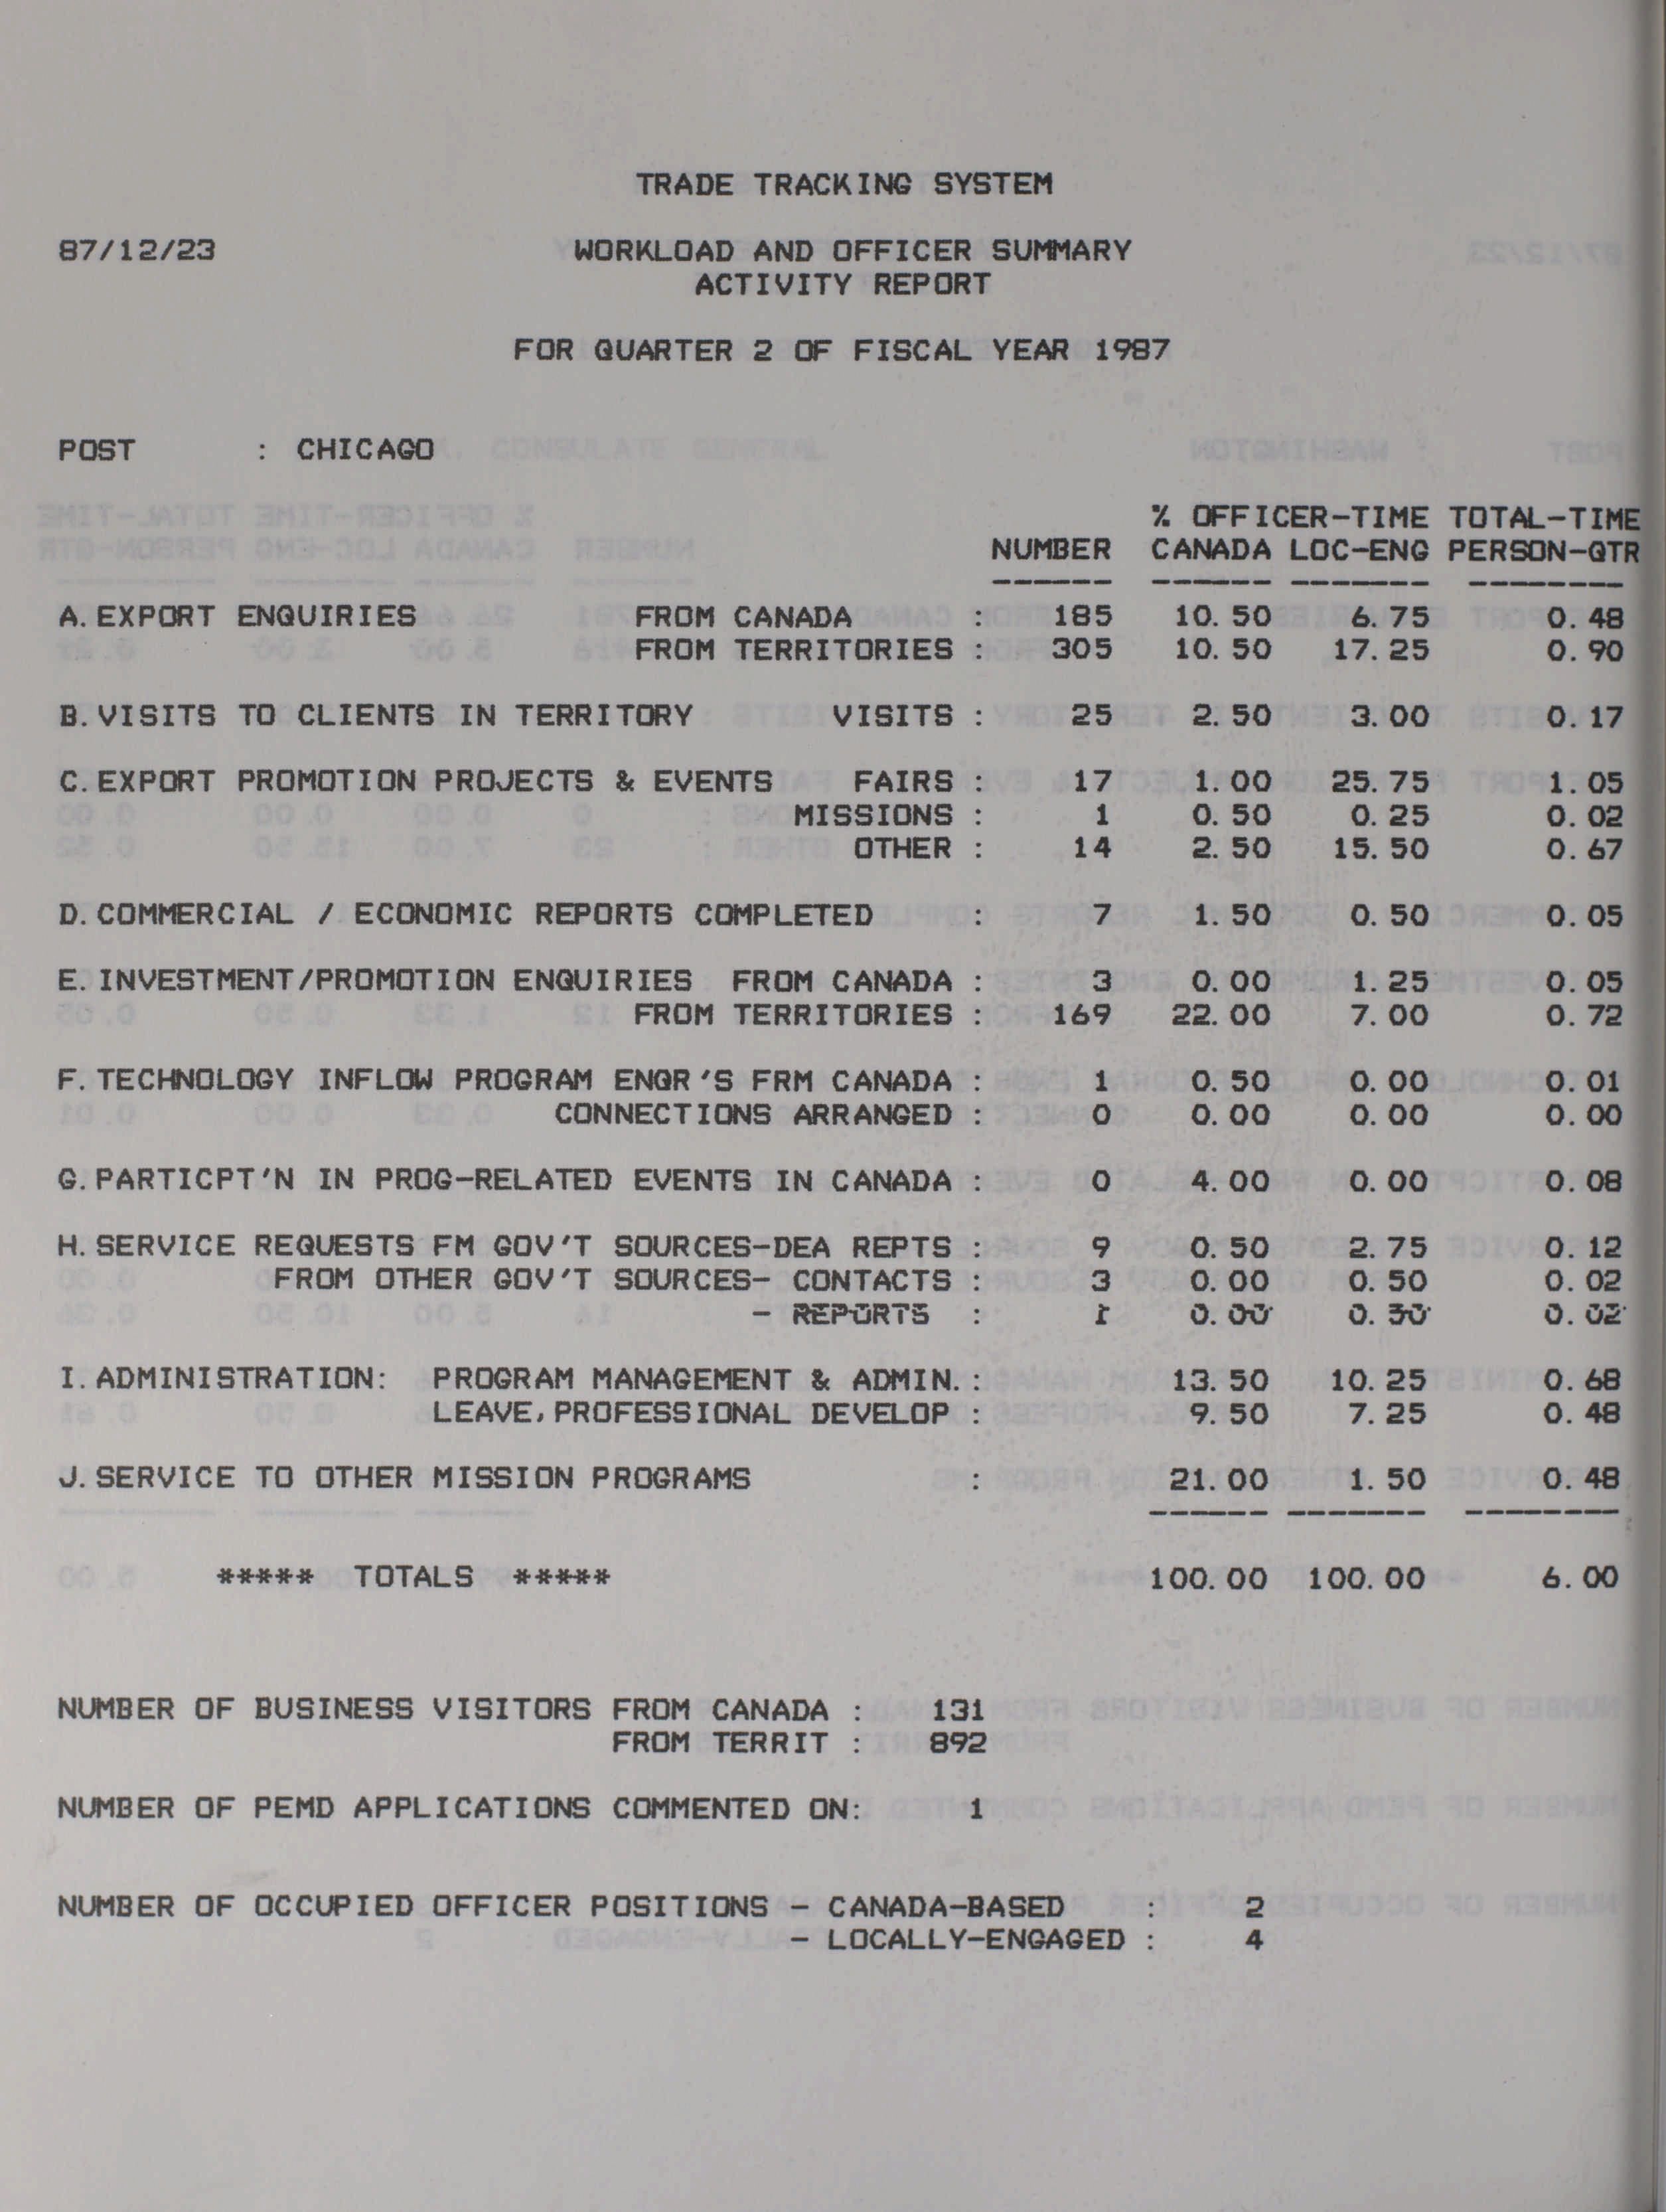 TRADE TRACKING SYSTEM
87/12/23 WORKLOAD AND OFFICER SUMMARY
ACTIVITY REPORT
FOR QUARTER 2 OF FISCAL YEAR 1987
POST : CHICAGO
% OFFICER-TIME TOTAL-TIME
NUMBER CANADA LOC-ENG PERSON-QTR
------ ------ ------- --------
A. EXPORT ENQUIRIES FROM CANADA : 185 10.50 6.75 0.48
FROM TERRITORIES : 305 10.50 17.25 0.90
B. VISITS TO CLIENTS IN TERRITORY VISITS : 25 2.50 3.00 0.17
C. EXPORT PROMOTION PROJECTS & EVENTS FAIRS : 17 1.00 25.75 1.05
MISSIONS : 1 0.50 0.25 0.02
OTHER : 14 2.50 15.50 0.67
D. COMMERCIAL / ECONOMIC REPORTS COMPLETED : 7 1.50 0.50 0.05
E. INVESTMENT/PROMOTION ENQUIRIES FROM CANADA : 3 0.00 1.25 0.05
FROM TERRITORIES : 169 22.00 7.00 0.72
F. TECHNOLOGY INFLOW PROGRAM ENQR'S FRM CANADA : 1 0.50 0.00 0.01
CONNECTIONS ARRANGED : 0 0.00 0.00 0.00
G. PARTICPT'N IN PROG-RELATED EVENTS IN CANADA : 0 4.00 0.00 0.08
H. SERVICE REQUESTS FM GOV'T SOURCES-DEA REPTS : 9 0.50 2.75 0.12
FROM OTHER GOV'T SOURCES- CONTACTS : 3 0.00 0.50 0.02
- REPORTS : 1 0.00 0.50 0.02
I. ADMINISTRATION: PROGRAM MANAGEMENT & ADMIN. : 13.50 10.25 0.68
LEAVE, PROFESSIONAL DEVELOP : 9.50 7.25 0.48
J. SERVICE TO OTHER MISSION PROGRAMS : 21.00 1.50 0.48
------ ------- --------
***** TOTALS ***** 100.00 100.00 6.00
NUMBER OF BUSINESS VISITORS FROM CANADA : 131
FROM TERRIT : 892
NUMBER OF PEMD APPLICATIONS COMMENTED ON: 1
NUMBER OF OCCUPIED OFFICER POSITIONS - CANADA-BASED : 2
- LOCALLY-ENGAGED : 4